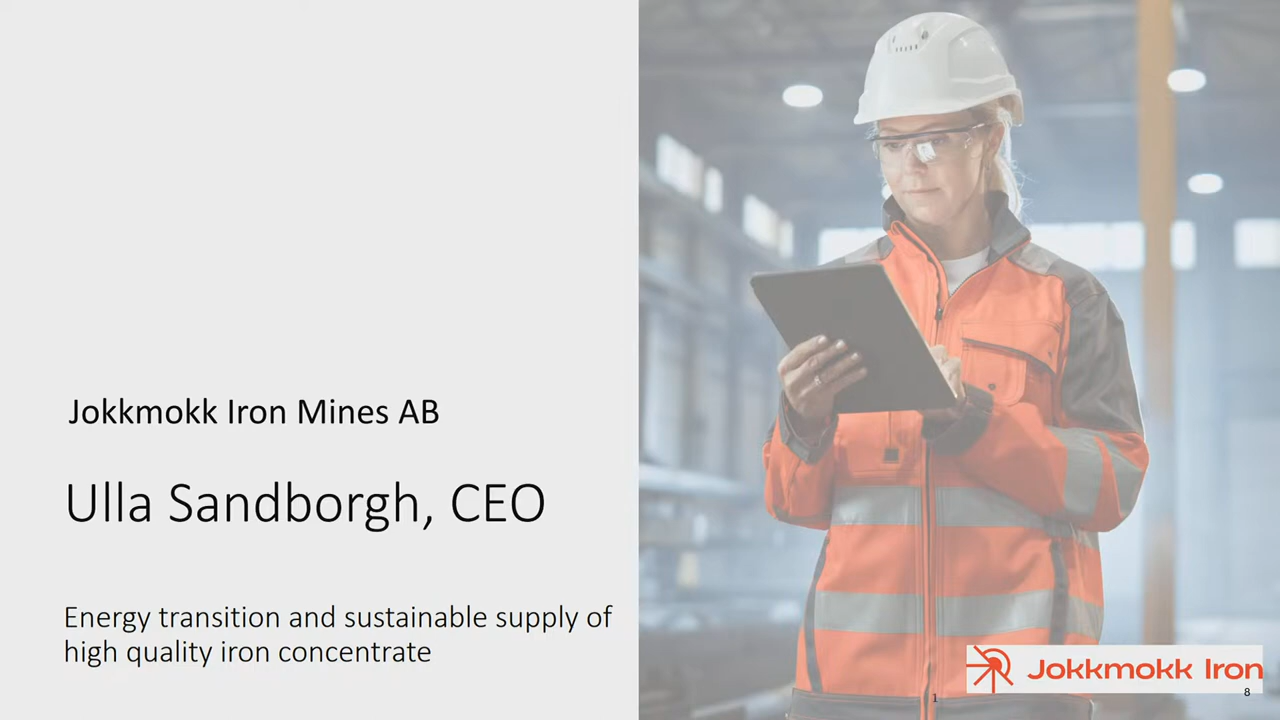 Jokkmokk Iron Mines AB
Ulla Sandborgh, CEO
Energy transition and sustainable supply of
high quality iron concentrate
Jokkmokk Iron
1
8